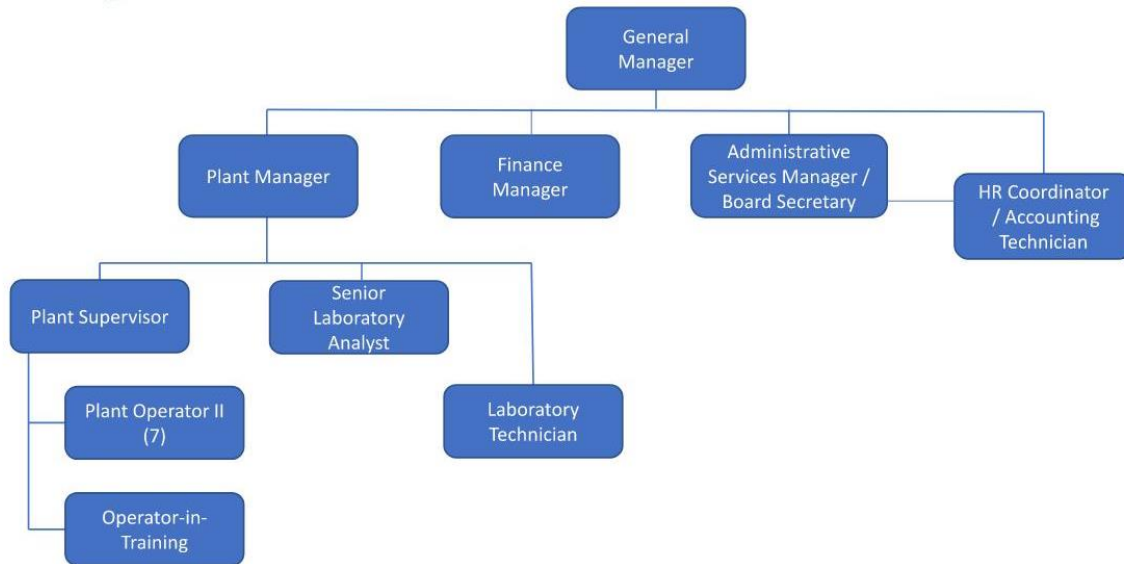 General
Manager
Plant Manager
Finance
Manager
Administrative
Services Manager /
Board Secretary
HR Coordinator
/ Accounting
Technician
Plant Supervisor
Senior
Laboratory
Analyst
Laboratory
Technician
Plant Operator II
(7)
Operator-in-
Training